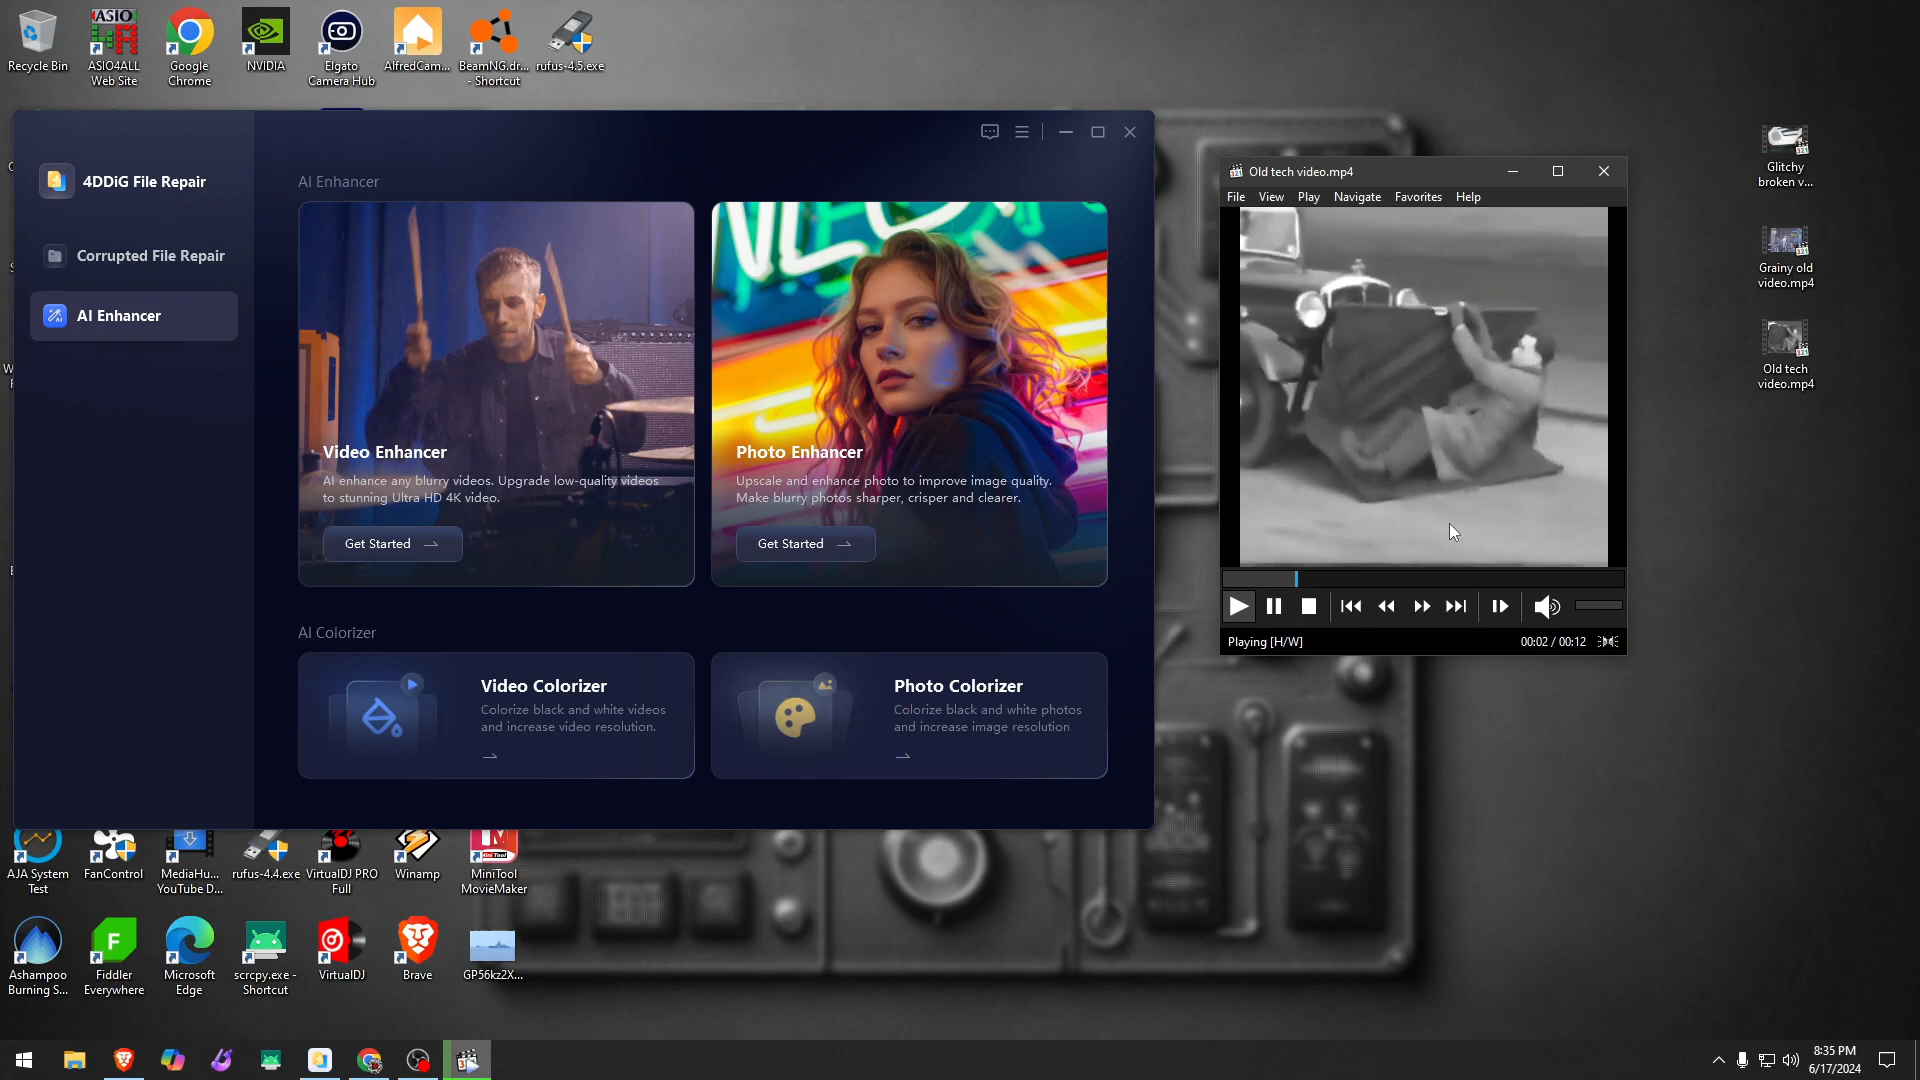 Recycle Bin
ASIO4ALL
Web Site
Google
Chrome
NVIDIA
Elgato
Camera Hub
AlfredCam...
BeamNG.dr...
- Shortcut
rufus-4.5.exe
4DDiG File Repair
Corrupted File Repair
AI Enhancer
AI Enhancer
Video Enhancer
AI enhance any blurry videos. Upgrade low-quality videos
to stunning Ultra HD 4K video.
Get Started
Photo Enhancer
Upscale and enhance photo to improve image quality.
Make blurry photos sharper, crisper and clearer.
Get Started
AI Colorizer
Video Colorizer
Colorize black and white videos
and increase video resolution.
Photo Colorizer
Colorize black and white photos
and increase image resolution
Old tech video.mp4
File View Play Navigate Favorites Help
Playing [H/W]
00:02 / 00:12
Glitchy
broken v...
Grainy old
video.mp4
Old tech
video.mp4
AJA System
Test
FanControl
MediaHu...
YouTube D...
rufus-4.4.exe
VirtualDJ PRO
Full
Winamp
MiniTool
MovieMaker
Ashampoo
Burning S...
Fiddler
Everywhere
Microsoft
Edge
scrcpy.exe -
Shortcut
VirtualDJ
Brave
GP56kz2X...
8:35 PM
6/17/2024